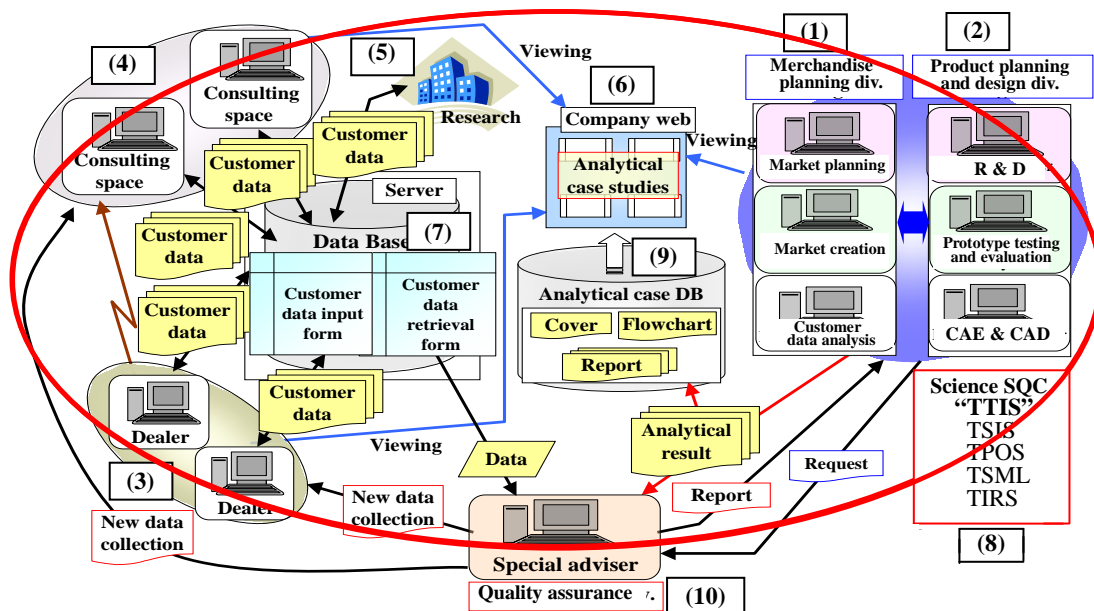 (1)
(2)
(4)
(5)
Viewing
Merchandise
planning div.
Product planning
and design div.
Consulting
space
(6)
Research
Company web
Viewing
Consulting
space
Customer
data
Customer
data
Analytical
case studies
Market planning
R & D
Server
Customer
data
Data Base
(7)
(9)
Market creation
Prototype testing
and evaluation
Customer
data input
form
Customer
data
retrieval
form
Analytical case DB
Customer
data
Cover
Flowchart
Customer
data analysis
CAE & CAD
Report
Customer
data
Science SQC
“TTIS”
TSIS
TPOS
TSML
TIRS
Dealer
Viewing
Analytical
result
Data
Request
(3)
Dealer
New data
collection
New data
collection
Report
(8)
Special adviser
Quality assurance
(10)